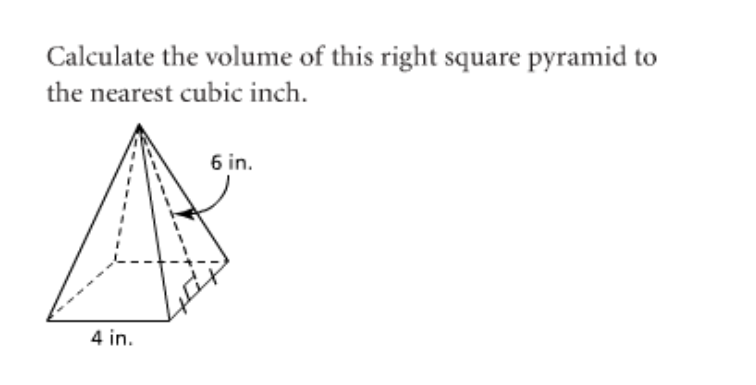 Calculate the volume of this right square pyramid to
the nearest cubic inch.
6 in.
4 in.